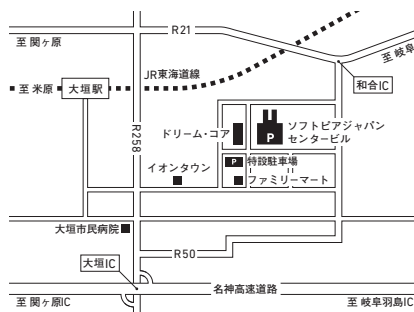 R21
至 関ヶ原
至 岐阜
JR東海道線
至 米原
大垣駅
和合IC
R258
ドリーム・コア
P
ソフトピアジャパン
センタービル
イオンタウン
P
特設駐車場
ファミリーマート
大垣市民病院
R50
大垣IC
名神高速道路
至 関ヶ原IC
至 岐阜羽島IC